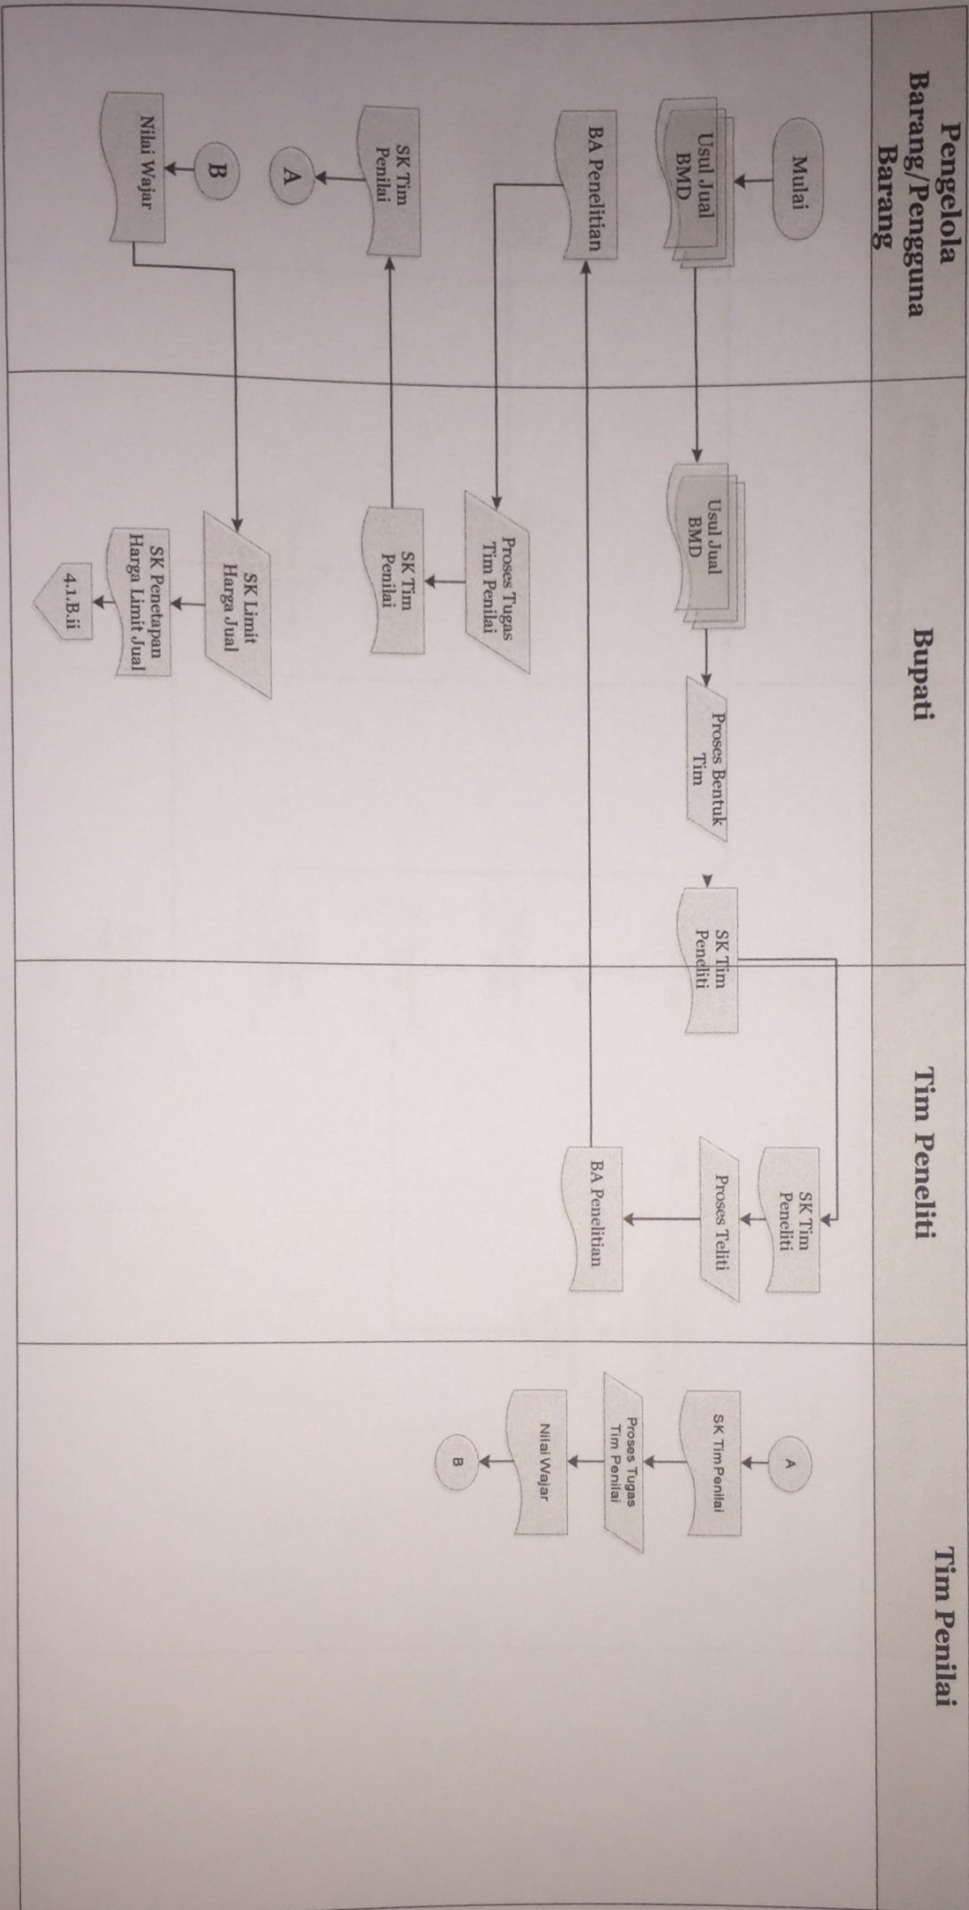 Pengelola
Barang/Pengguna
Barang
Bupati
Tim Peneliti
Tim Penilai
Mulai
Usul Jual
BMD
BA Penelitian
SK Tim
Penilai
A
B
Nilai Wajar
Usul Jual
BMD
Proses Bentuk
Tim
SK Tim
Peneliti
Proses Tugas
Tim Penilai
SK Tim
Penilai
SK Limit
Harga Jual
SK Penetapan
Harga Limit Jual
4.1.B.ii
SK Tim
Peneliti
Proses Teliti
BA Penelitian
A
SK Tim Penilai
Proses Tugas
Tim Penilai
Nilai Wajar
B